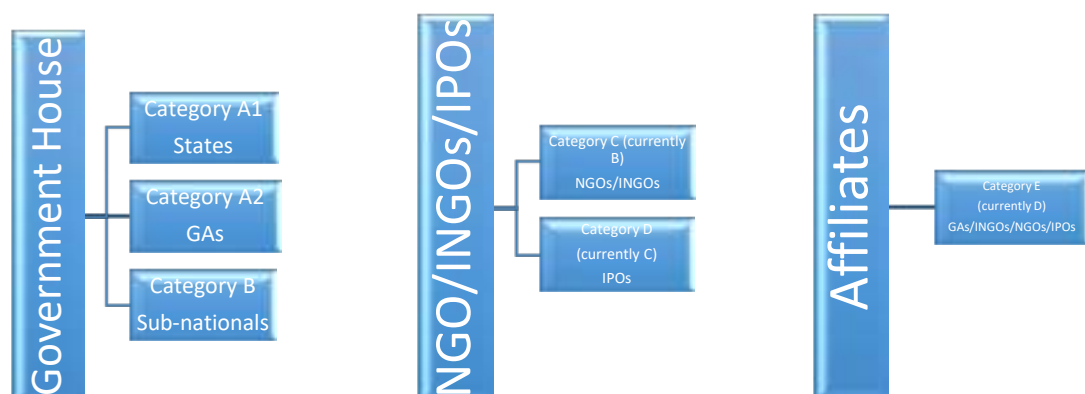 Government House
Category A1
States
Category A2
GAs
Category B
Sub-nationals
NGO/INGOs/IPOs
Category C (currently
B)
NGOs/INGOs
Category D
(currently C)
IPOs
Affiliates
Category E
(currently D)
GAs/INGOs/NGOs/IPOs